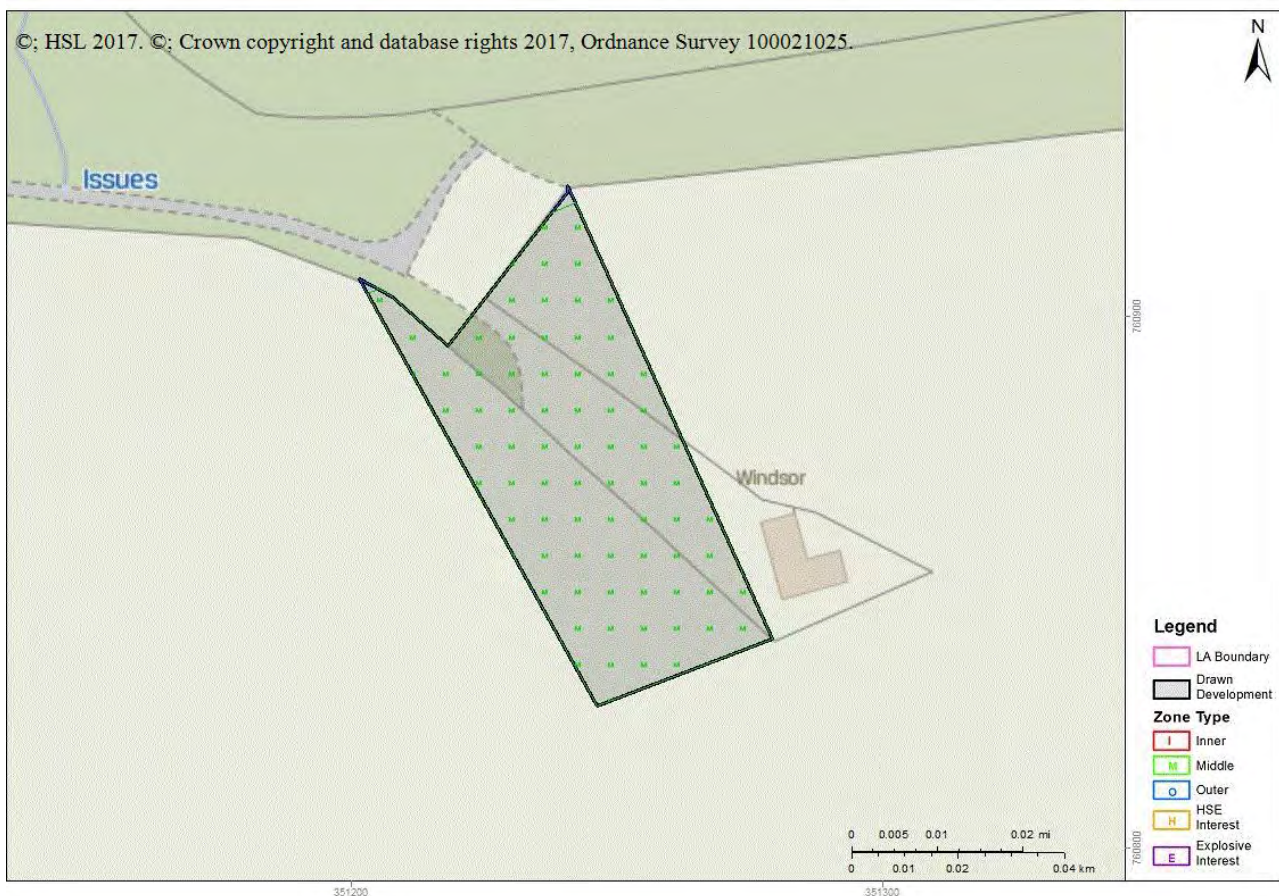 ©; HSL 2017. ©; Crown copyright and database rights 2017, Ordnance Survey 100021025.
N
Issues
760900
Windsor
Legend
LA Boundary
Drawn
Development
Zone Type
I Inner
M Middle
O Outer
H HSE
Interest
E Explosive
Interest
0 0.005 0.01 0.02 mi
0 0.01 0.02 0.04 km
760800
351200
351300